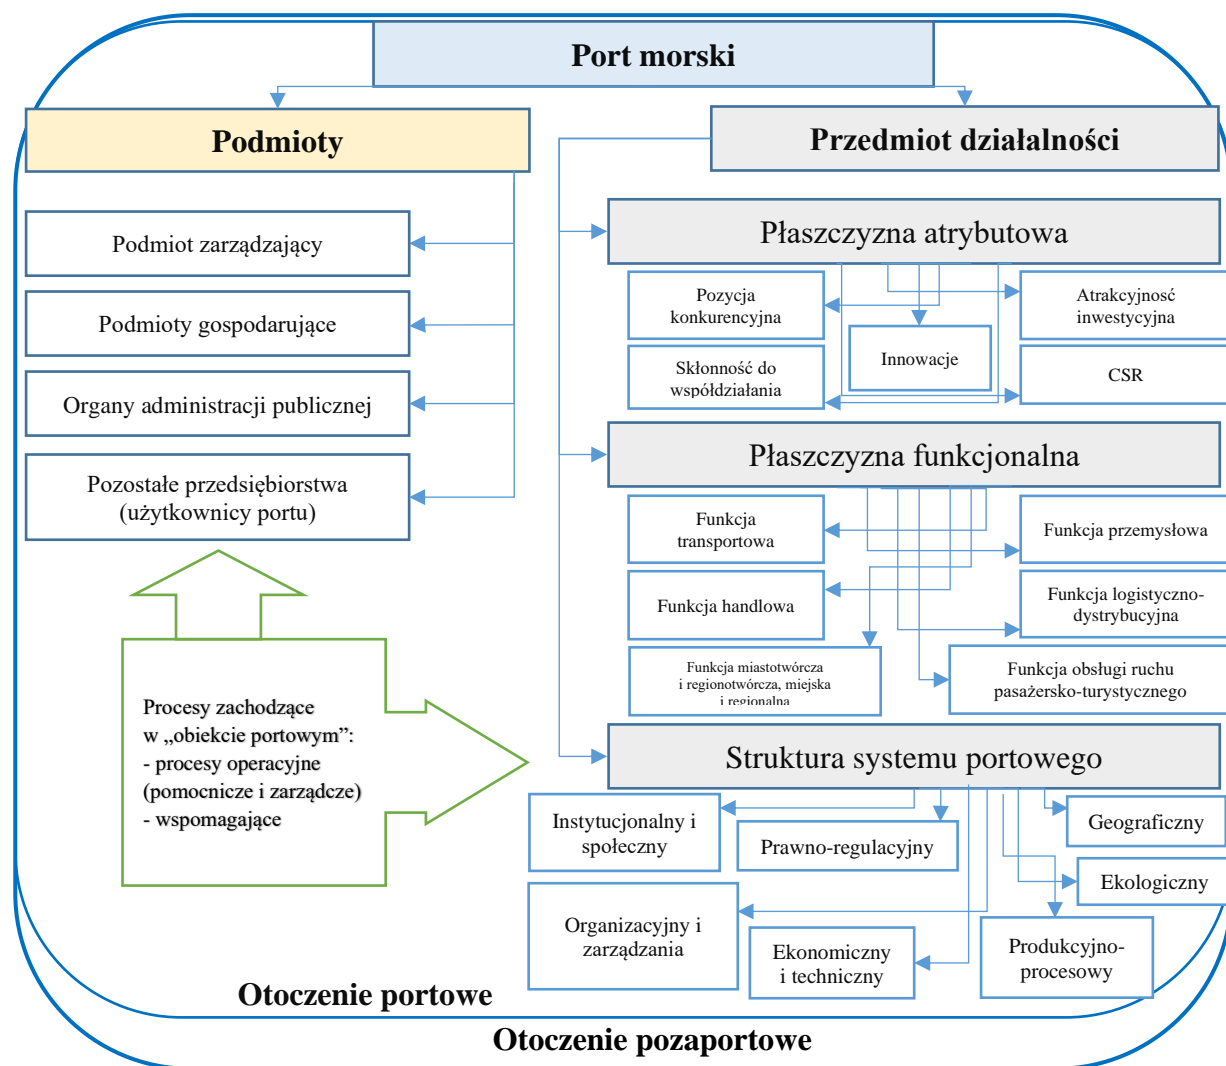 Port morski
Podmioty
Przedmiot działalności
Podmiot zarządzający
Podmioty gospodarujące
Organy administracji publicznej
Pozostałe przedsiębiorstwa
(użytkownicy portu)
Procesy zachodzące
w „obiekcie portowym”:
- procesy operacyjne
(pomocnicze i zarządcze)
- wspomagające
Płaszczyzna atrybutowa
Pozycja
konkurencyjna
Atrakcyjność
inwestycyjna
Innowacje
Skłonność do
współdziałania
CSR
Płaszczyzna funkcjonalna
Funkcja
transportowa
Funkcja przemysłowa
Funkcja handlowa
Funkcja logistyczno-
dystrybucyjna
Funkcja miastotwórcza
i regionotwórcza, miejska
i regionalna
Funkcja obsługi ruchu
pasażersko-turystycznego
Struktura systemu portowego
Instytucjonalny i
społeczny
Prawno-regulacyjny
Geograficzny
Ekologiczny
Organizacyjny i
zarządzania
Ekonomiczny
i techniczny
Produkcyjno-
procesowy
Otoczenie portowe
Otoczenie pozaportowe